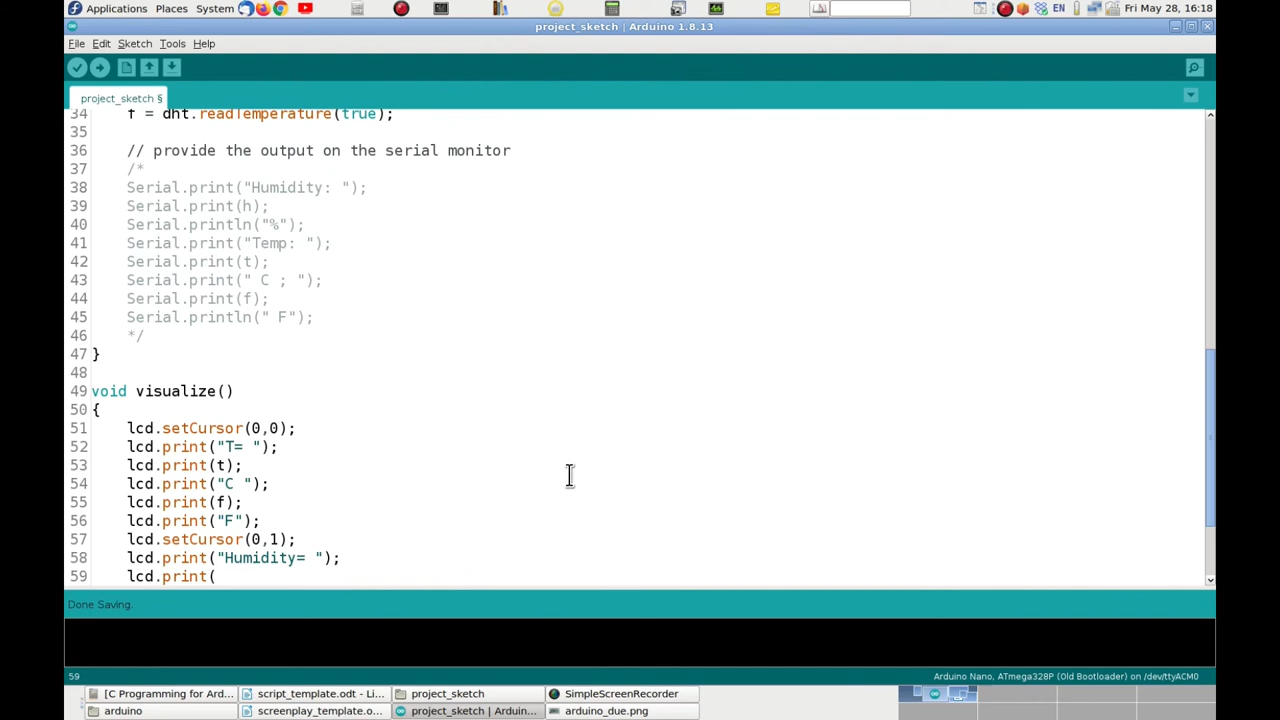 Applications Places System EN Fri May 28, 16:18
project_sketch | Arduino 1.8.13
File Edit Sketch Tools Help
project_sketch §
34 f = dht.readTemperature(true);
35
36 // provide the output on the serial monitor
37 /*
38 Serial.print("Humidity: ");
39 Serial.print(h);
40 Serial.println("%");
41 Serial.print("Temp: ");
42 Serial.print(t);
43 Serial.print(" C ; ");
44 Serial.print(f);
45 Serial.println(" F");
46 */
47 }
48
49 void visualize()
50 {
51 lcd.setCursor(0,0);
52 lcd.print("T= ");
53 lcd.print(t);
54 lcd.print("C ");
55 lcd.print(f);
56 lcd.print("F");
57 lcd.setCursor(0,1);
58 lcd.print("Humidity= ");
59 lcd.print(
Done Saving.
59 Arduino Nano, ATmega328P (Old Bootloader) on /dev/ttyACM0
[C Programming for Ard... script_template.odt - Li... project_sketch SimpleScreenRecorder
arduino screenplay_template.o... project_sketch | Arduin... arduino_due.png